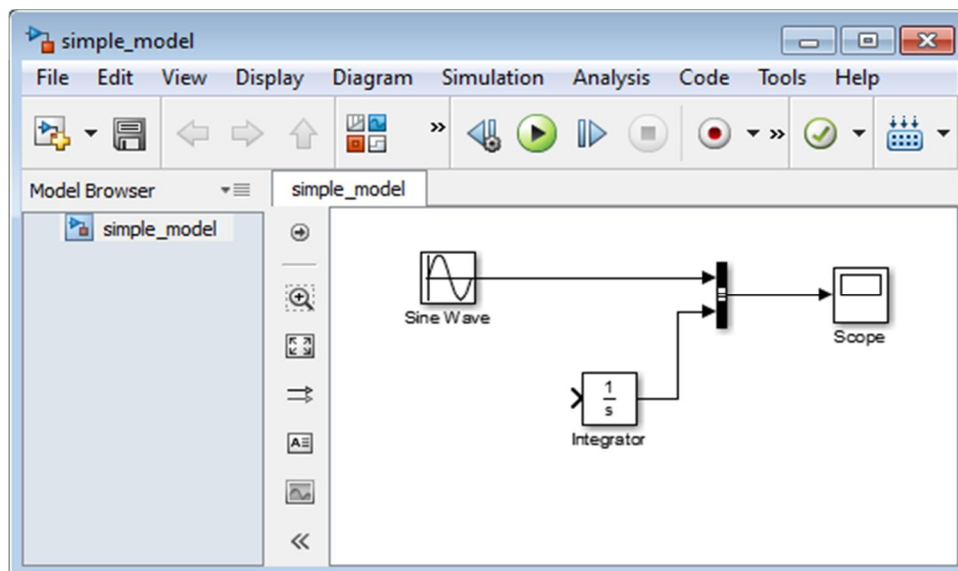 simple_model
File Edit View Display Diagram Simulation Analysis Code Tools Help
» »
Model Browser
simple_model
simple_model
Sine Wave
Scope
1
s
Integrator